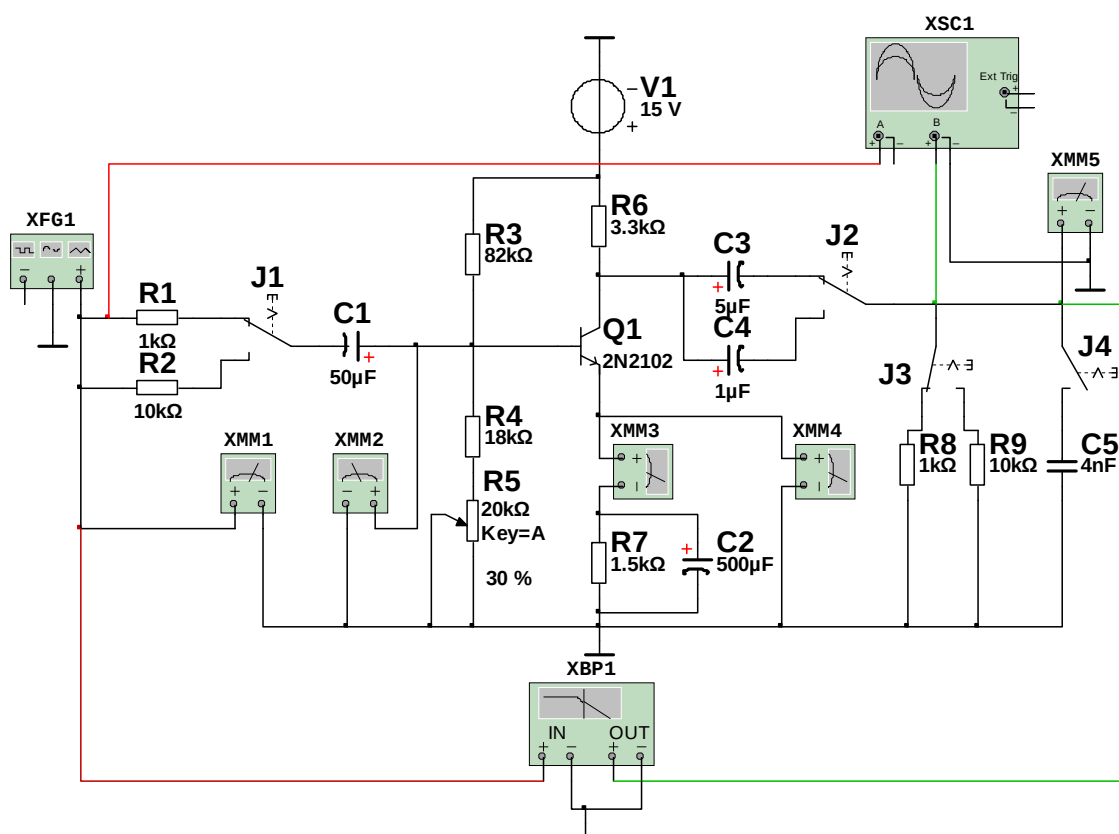 XSC1
Ext Trig
+
−
A
B
+ −
+ −
− V1
15 V
+
XMM5
+ −
XFG1
− +
R6
3.3kΩ
R3
82kΩ
C3
+
5µF
J2
J1
R1
1kΩ
C1
+
50µF
Q1
2N2102
C4
+
1µF
R2
10kΩ
J3
J4
XMM1
+ −
XMM2
− +
R4
18kΩ
XMM3
+
−
XMM4
+
−
R8
1kΩ
R9
10kΩ
C5
4nF
R5
20kΩ
Key=A
30 %
R7
1.5kΩ
+
C2
500µF
XBP1
IN OUT
+ − + −